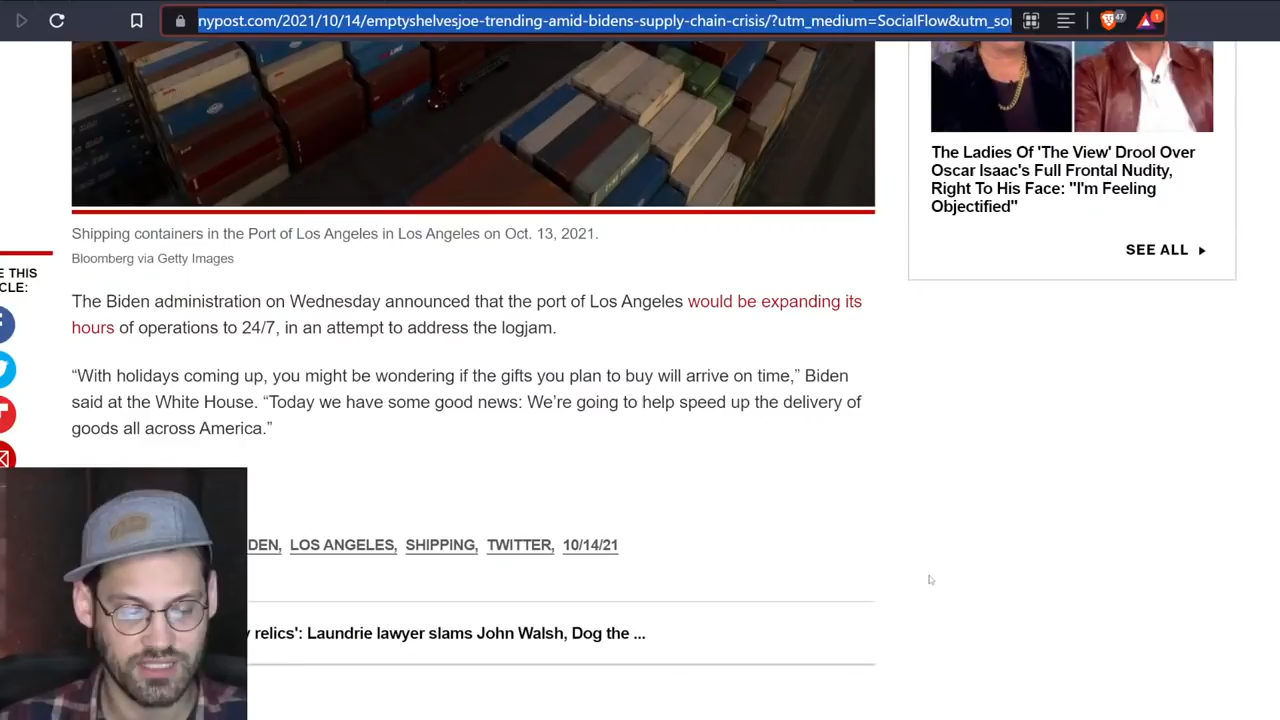 nypost.com/2021/10/14/emptyshelvesjoe-trending-amid-bidens-supply-chain-crisis/?utm_medium=SocialFlow&utm_sou
47
1
The Ladies Of 'The View' Drool Over
Oscar Isaac's Full Frontal Nudity,
Right To His Face: "I'm Feeling
Objectified"
SEE ALL
Shipping containers in the Port of Los Angeles in Los Angeles on Oct. 13, 2021.
Bloomberg via Getty Images
E THIS
CLE:
The Biden administration on Wednesday announced that the port of Los Angeles would be expanding its
hours of operations to 24/7, in an attempt to address the logjam.
“With holidays coming up, you might be wondering if the gifts you plan to buy will arrive on time,” Biden
said at the White House. “Today we have some good news: We’re going to help speed up the delivery of
goods all across America.”
DEN, LOS ANGELES, SHIPPING, TWITTER, 10/14/21
relics': Laundrie lawyer slams John Walsh, Dog the ...